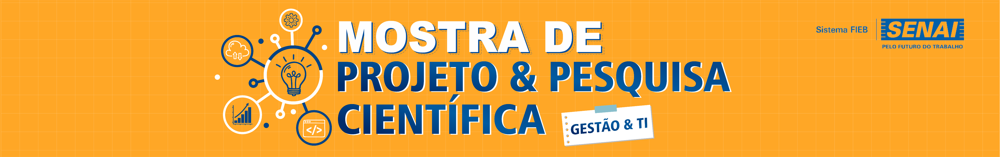 MOSTRA DE
PROJETO & PESQUISA
CIENTÍFICA
GESTÃO & TI
Sistema FIEB
SENAI
PELO FUTURO DO TRABALHO
</>